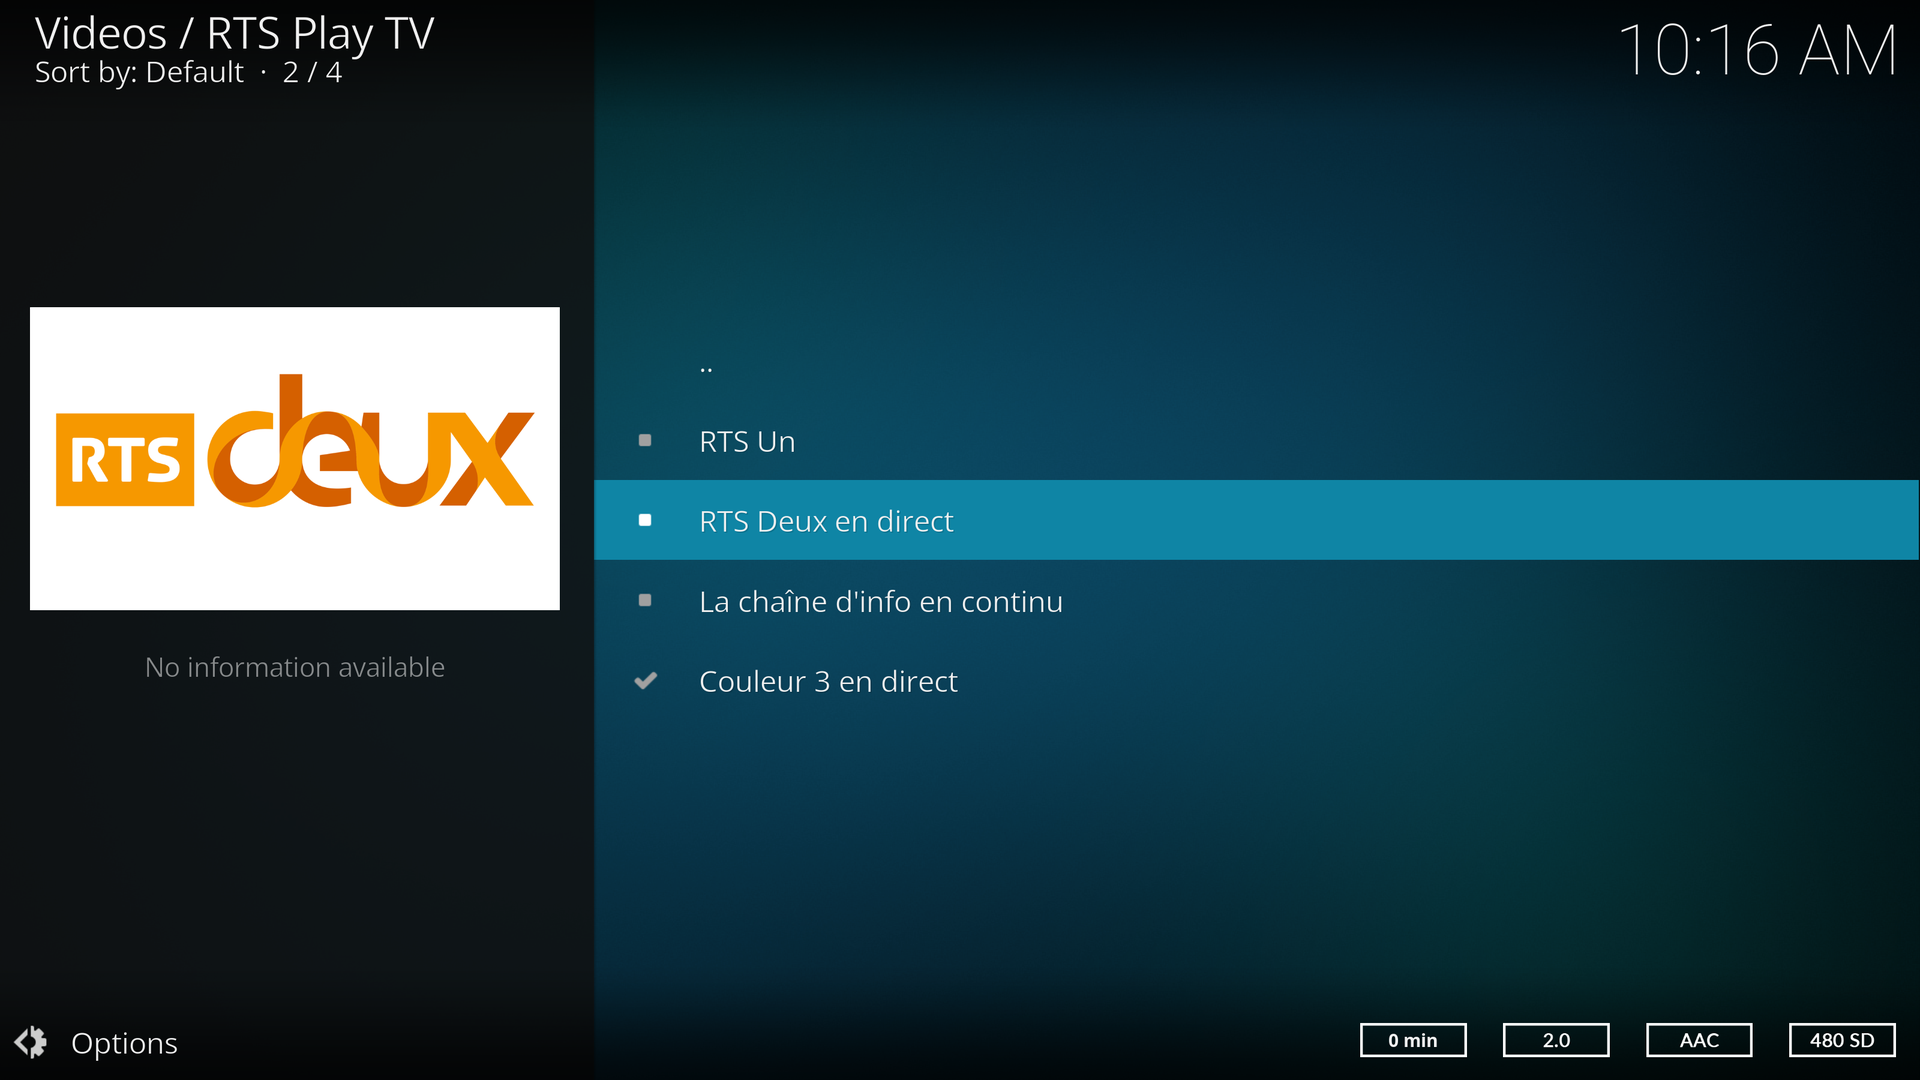 Videos / RTS Play TV
Sort by: Default · 2 / 4
10:16 AM
RTS deux
No information available
..
RTS Un
RTS Deux en direct
La chaîne d'info en continu
Couleur 3 en direct
Options
0 min
2.0
AAC
480 SD